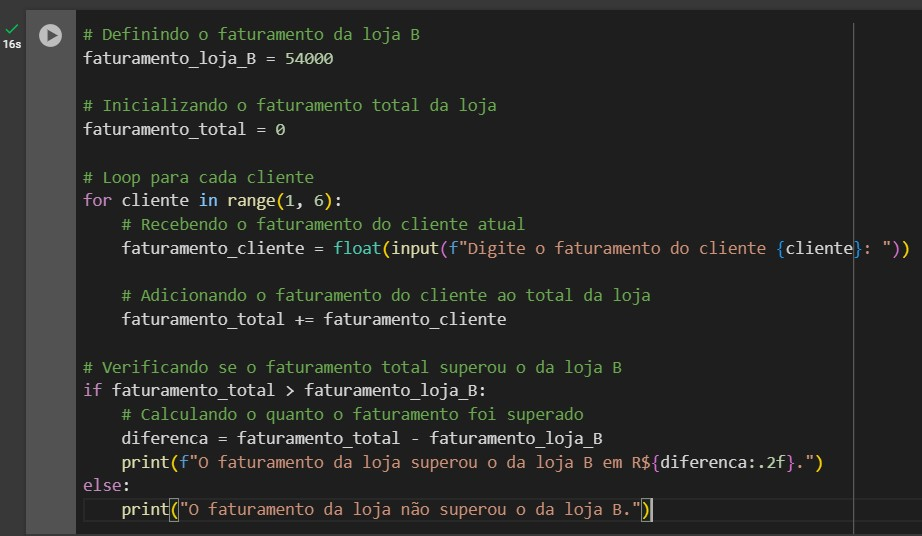 16s
# Definindo o faturamento da loja B
faturamento_loja_B = 54000
# Inicializando o faturamento total da loja
faturamento_total = 0
# Loop para cada cliente
for cliente in range(1, 6):
    # Recebendo o faturamento do cliente atual
    faturamento_cliente = float(input(f"Digite o faturamento do cliente {cliente}: "))
    # Adicionando o faturamento do cliente ao total da loja
    faturamento_total += faturamento_cliente
# Verificando se o faturamento total superou o da loja B
if faturamento_total > faturamento_loja_B:
    # Calculando o quanto o faturamento foi superado
    diferenca = faturamento_total - faturamento_loja_B
    print(f"O faturamento da loja superou o da loja B em R${diferenca:.2f}.")
else:
    print("O faturamento da loja não superou o da loja B.")